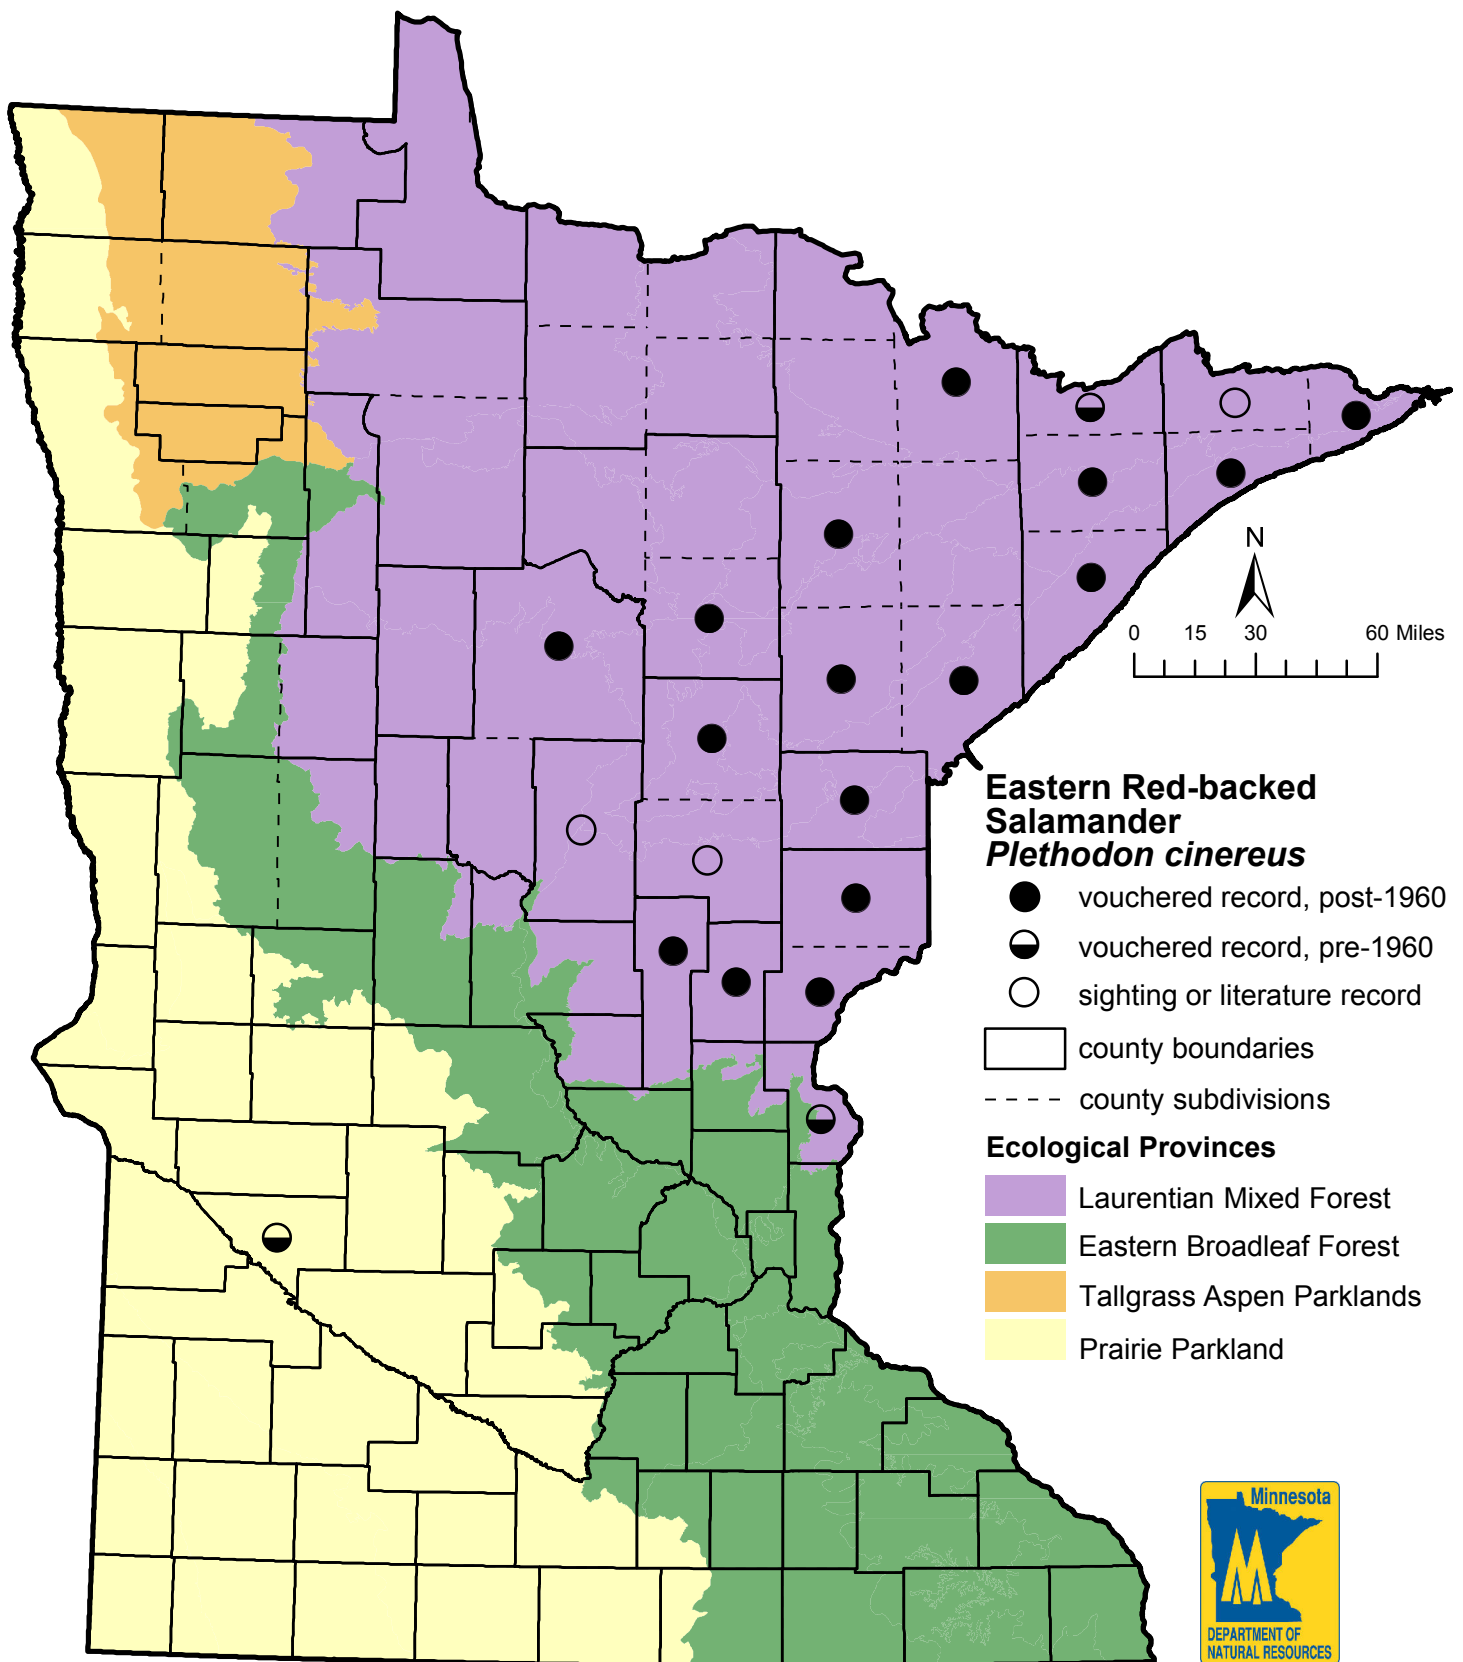 N
0 15 30 60 Miles
Eastern Red-backed
Salamander
Plethodon cinereus
vouchered record, post-1960
vouchered record, pre-1960
sighting or literature record
county boundaries
county subdivisions
Ecological Provinces
Laurentian Mixed Forest
Eastern Broadleaf Forest
Tallgrass Aspen Parklands
Prairie Parkland
Minnesota
DEPARTMENT OF
NATURAL RESOURCES